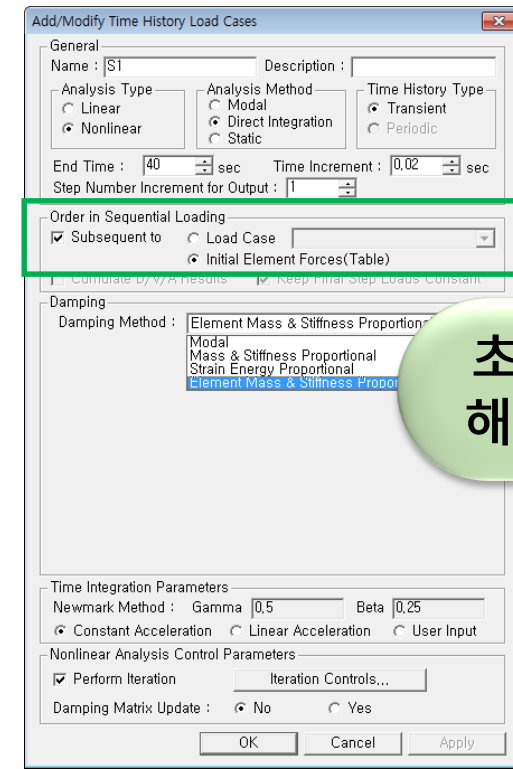 Add/Modify Time History Load Cases
General
Name : S1 Description :
Analysis Type Analysis Method Time History Type
Linear Modal Transient
Nonlinear Direct Integration Periodic
Static
End Time : 40 sec Time Increment : 0.02 sec
Step Number Increment for Output : 1
Order in Sequential Loading
Subsequent to Load Case
Initial Element Forces(Table)
Cumulate D/V/A Results Keep Final Step Loads Constant
Damping
Damping Method : Element Mass & Stiffness Proportiona
Modal
Mass & Stiffness Proportional
Strain Energy Proportional
Element Mass & Stiffness Propor
초
해
Time Integration Parameters
Newmark Method : Gamma 0.5 Beta 0.25
Constant Acceleration Linear Acceleration User Input
Nonlinear Analysis Control Parameters
Perform Iteration Iteration Controls...
Damping Matrix Update : No Yes
OK Cancel Apply